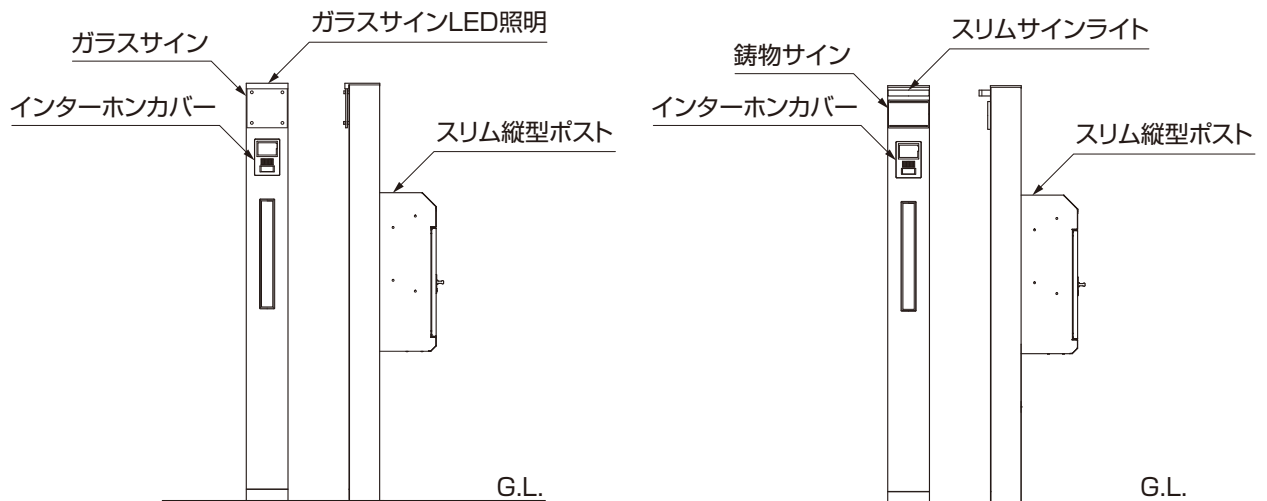 ガラスサインLED照明
ガラスサイン
インターホンカバー
スリム縦型ポスト
G.L.
スリムサインライト
鋳物サイン
インターホンカバー
スリム縦型ポスト
G.L.